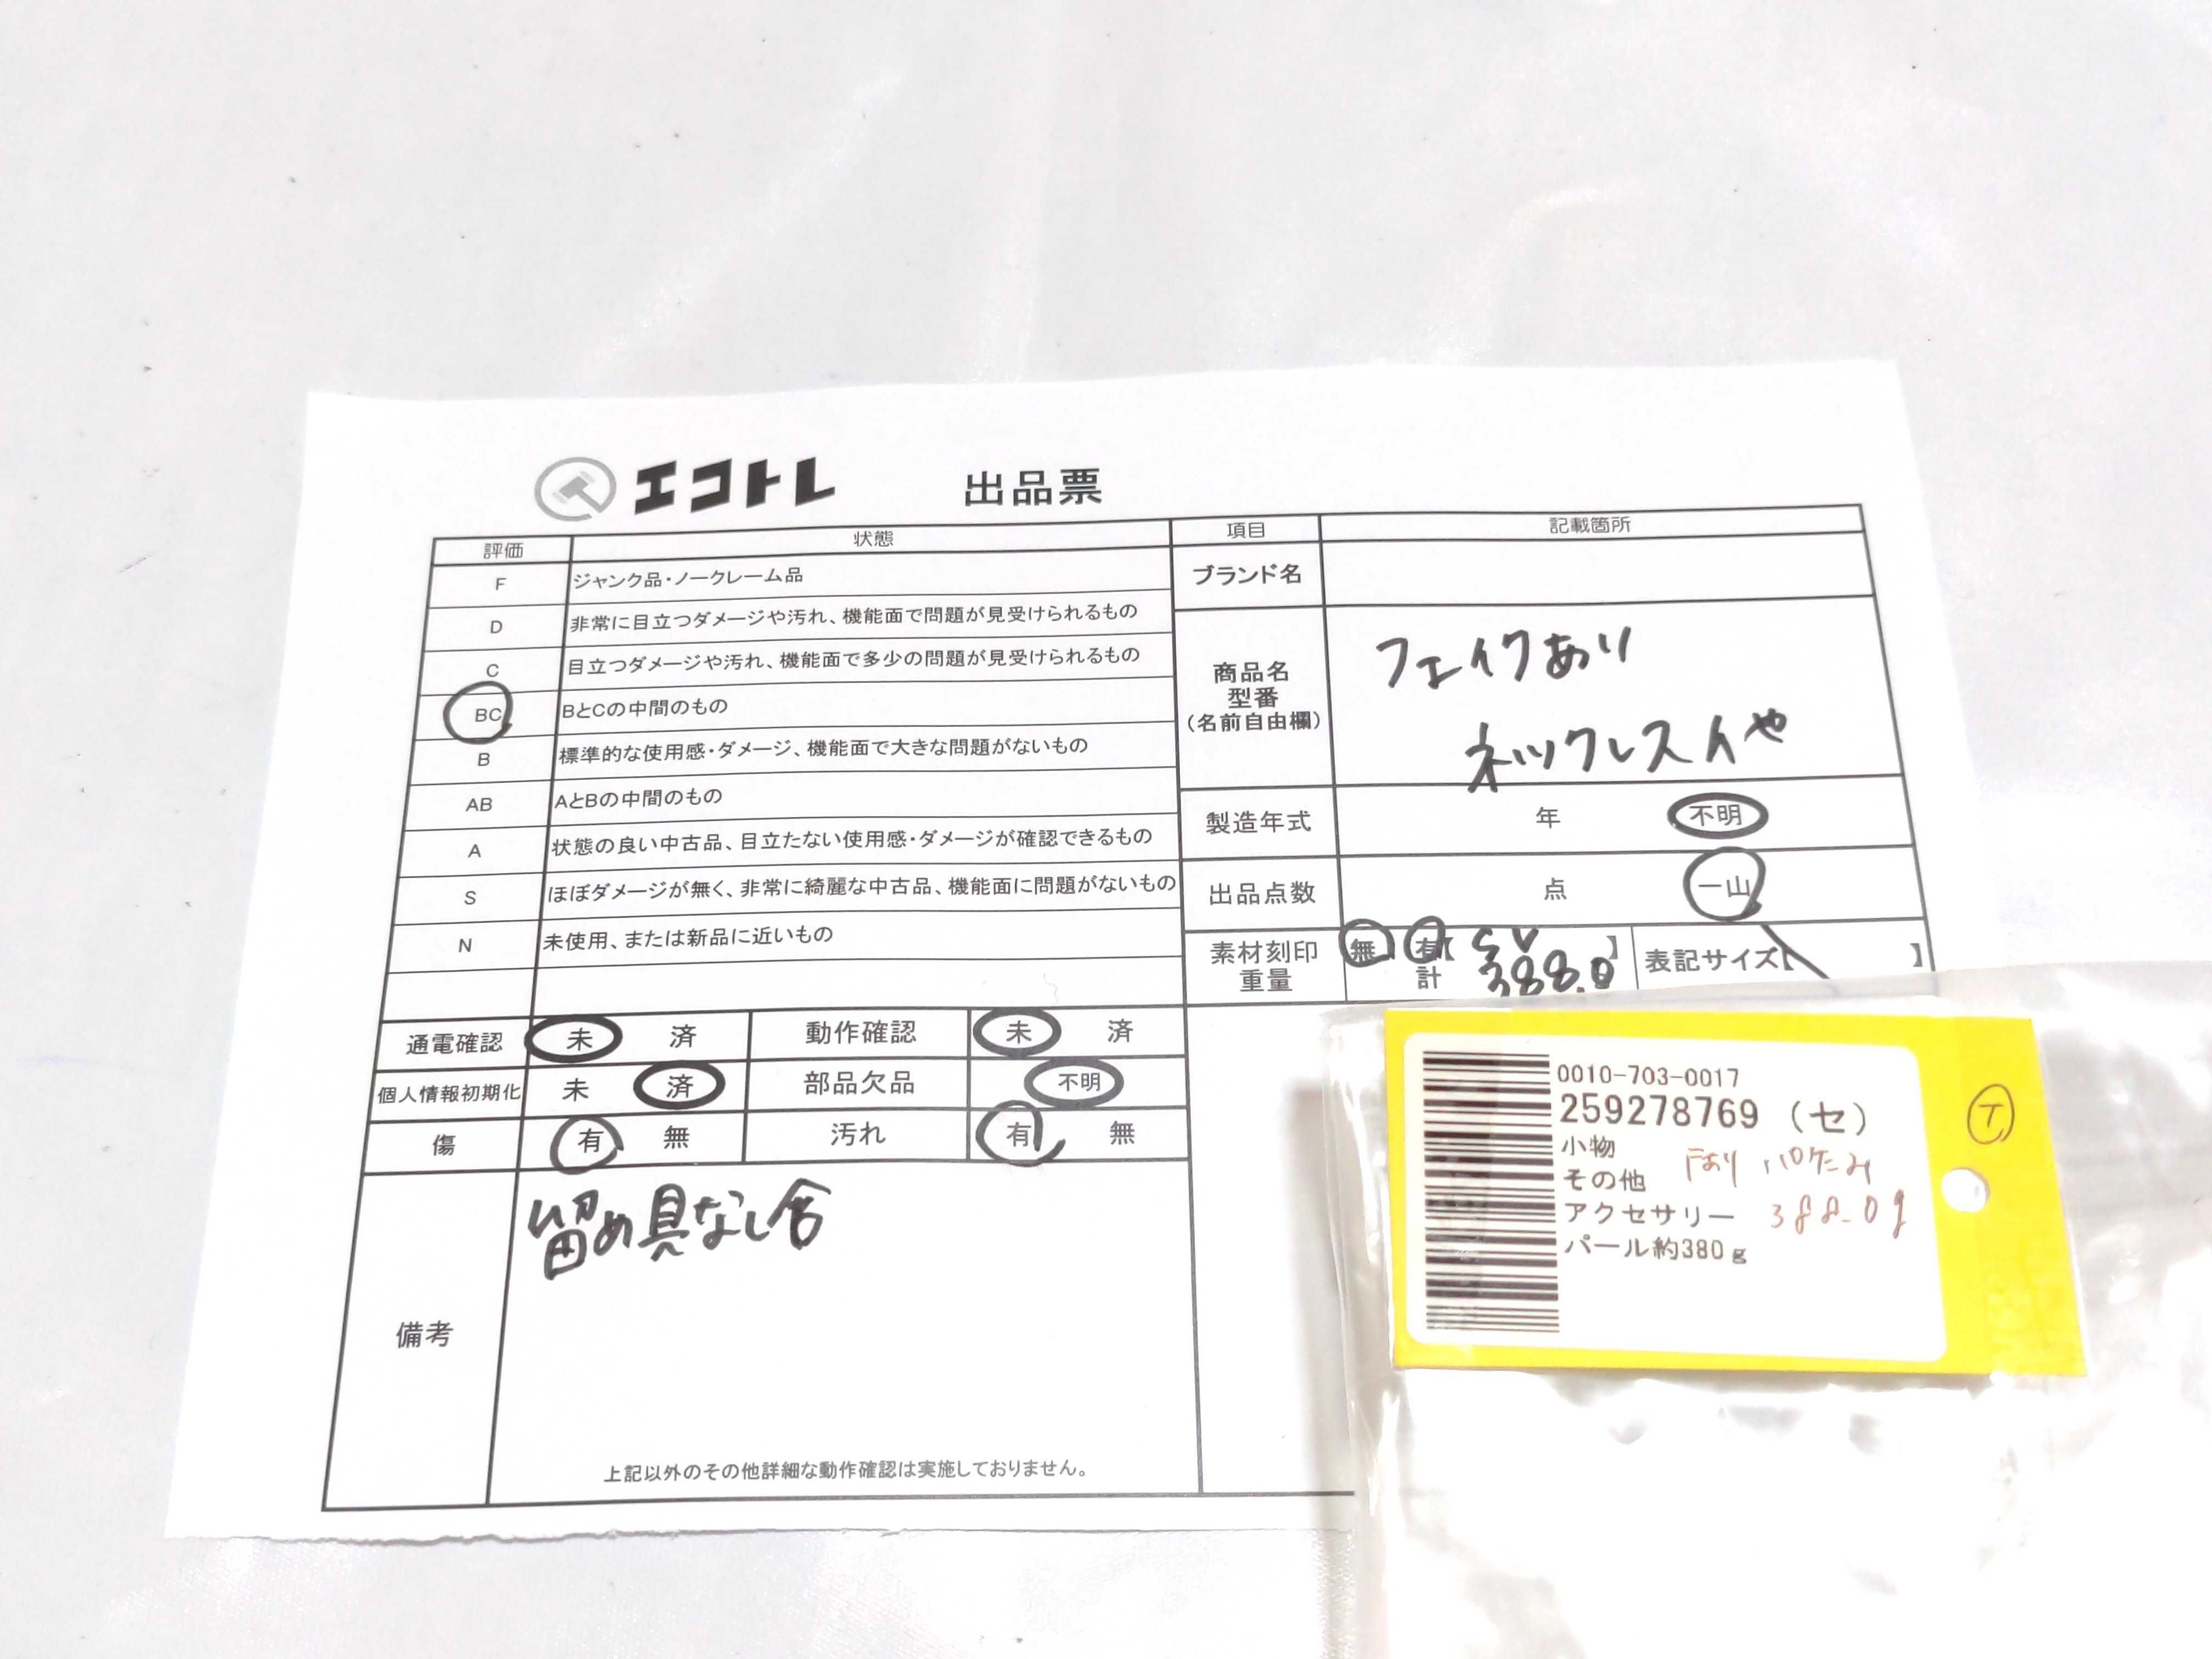 エコトレ 出品票
評価 状態
F ジャンク品・ノークレーム品
D 非常に目立つダメージや汚れ、機能面で問題が見受けられるもの
C 目立つダメージや汚れ、機能面で多少の問題が見受けられるもの
BC BとCの中間のもの
B 標準的な使用感・ダメージ、機能面で大きな問題がないもの
AB AとBの中間のもの
A 状態の良い中古品、目立たない使用感・ダメージが確認できるもの
S ほぼダメージが無く、非常に綺麗な中古品、機能面に問題がないもの
N 未使用、または新品に近いもの
項目 記載箇所
ブランド名
商品名
型番
(名前自由欄)
フェイクあり
ネックレス
製造年式 年 不明
出品点数 点 一山
素材刻印 無 有【 SV 】
重量 計 388.0
表記サイズ【 】
通電確認 未 済 動作確認 未 済
個人情報初期化 未 済 部品欠品 不明
傷 有 無 汚れ 有 無
備考
留め具なし含
上記以外のその他詳細な動作確認は実施しておりません。
0010-703-0017
259278769 (セ)
小物
その他
アクセサリー 388.0g
パール約380g
T